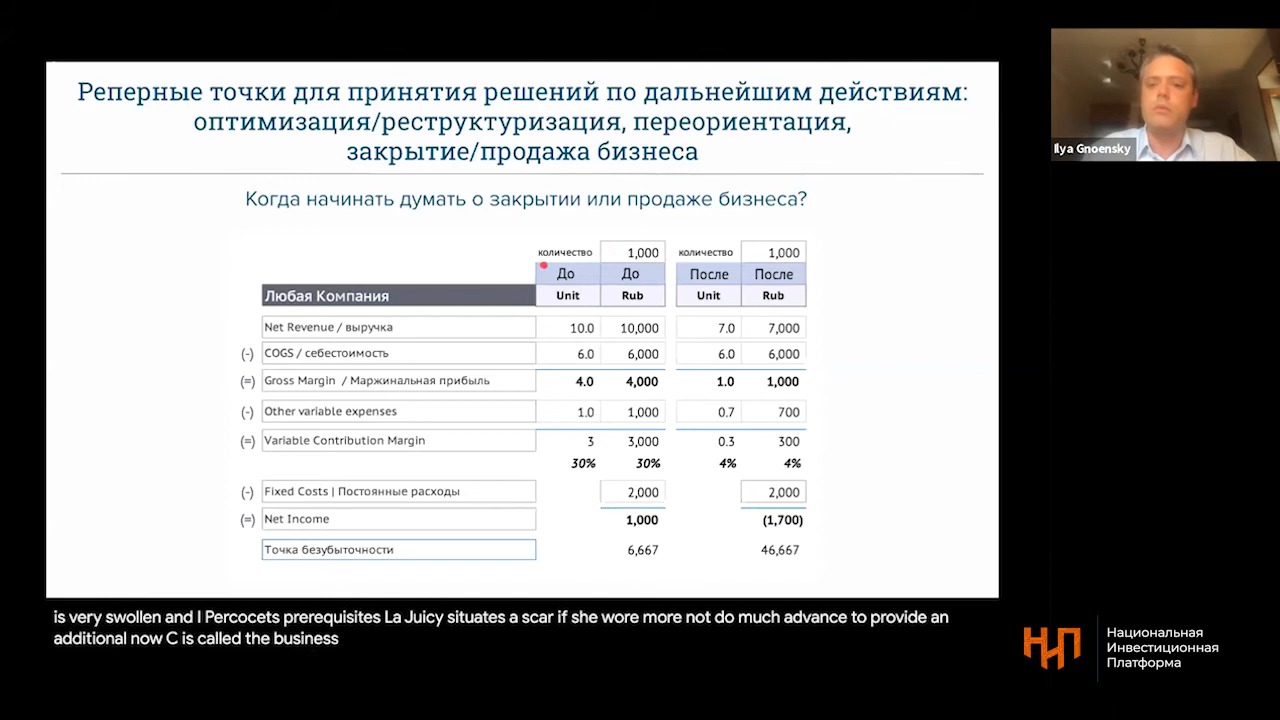 Реперные точки для принятия решений по дальнейшим действиям:
оптимизация/реструктуризация, переориентация,
закрытие/продажа бизнеса
Когда начинать думать о закрытии или продаже бизнеса?
количество 1,000 количество 1,000
До До После После
Любая Компания Unit Rub Unit Rub
Net Revenue / выручка 10.0 10,000 7.0 7,000
(-) COGS / себестоимость 6.0 6,000 6.0 6,000
(=) Gross Margin / Маржинальная прибыль 4.0 4,000 1.0 1,000
(-) Other variable expenses 1.0 1,000 0.7 700
(=) Variable Contribution Margin 3 3,000 0.3 300
30% 30% 4% 4%
(-) Fixed Costs | Постоянные расходы 2,000 2,000
(=) Net Income 1,000 (1,700)
Точка безубыточности 6,667 46,667
Ilya Gnoensky
is very swollen and I Percocets prerequisites La Juicy situates a scar if she wore more not do much advance to provide an
additional now C is called the business
НИП
Национальная
Инвестиционная
Платформа